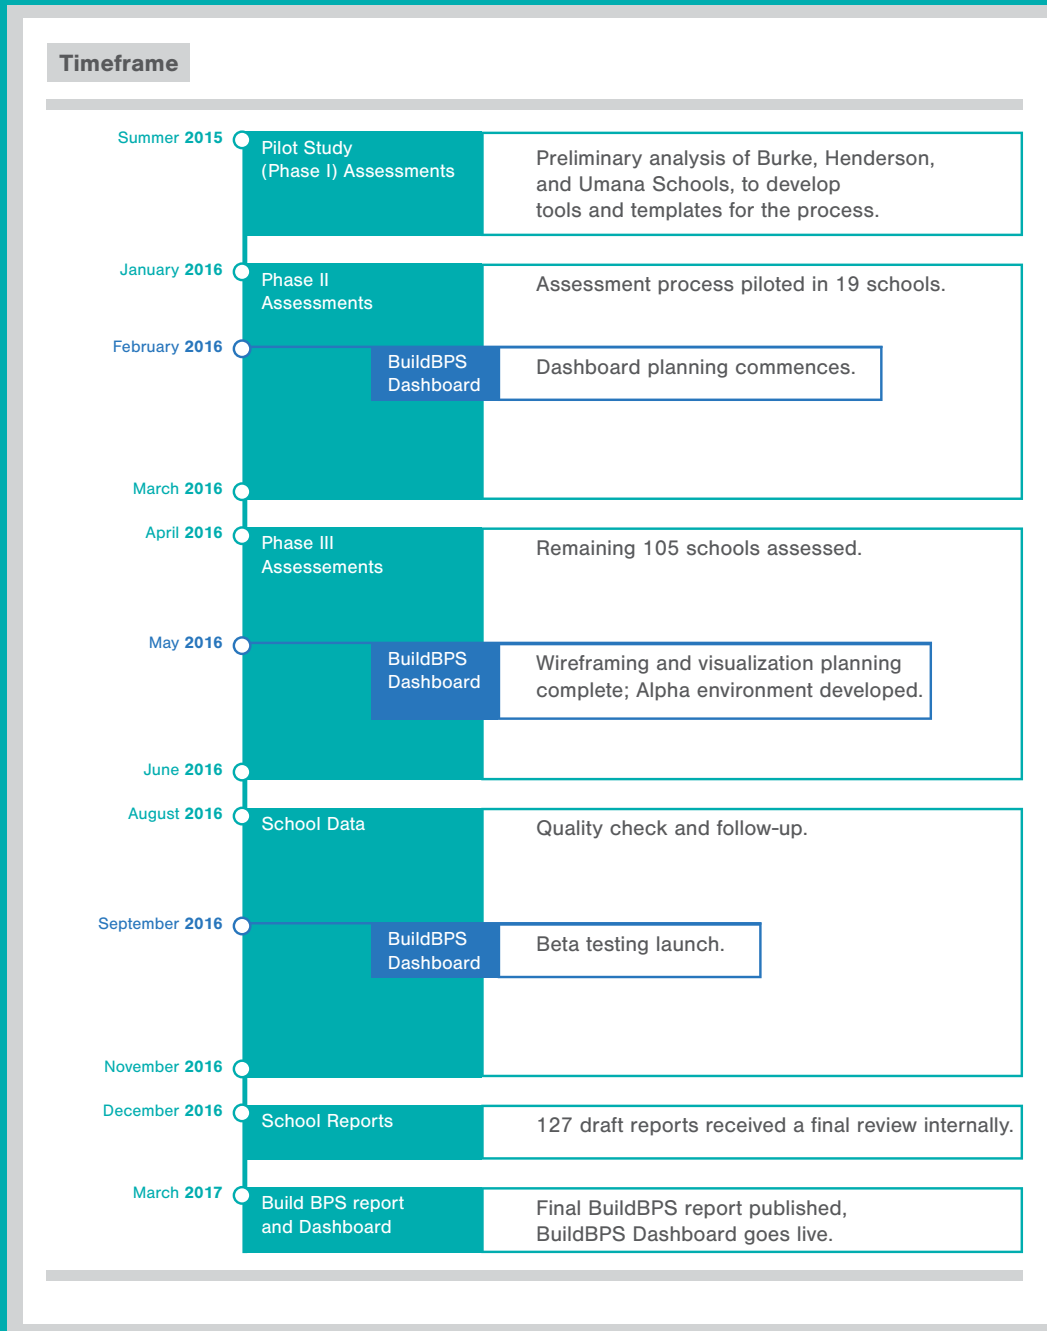 Timeframe
Summer 2015
Pilot Study
(Phase I) Assessments
Preliminary analysis of Burke, Henderson,
and Umana Schools, to develop
tools and templates for the process.
January 2016
Phase II
Assessments
Assessment process piloted in 19 schools.
February 2016
BuildBPS
Dashboard
Dashboard planning commences.
March 2016
April 2016
Phase III
Assessements
Remaining 105 schools assessed.
May 2016
BuildBPS
Dashboard
Wireframing and visualization planning
complete; Alpha environment developed.
June 2016
August 2016
School Data
Quality check and follow-up.
September 2016
BuildBPS
Dashboard
Beta testing launch.
November 2016
December 2016
School Reports
127 draft reports received a final review internally.
March 2017
Build BPS report
and Dashboard
Final BuildBPS report published,
BuildBPS Dashboard goes live.